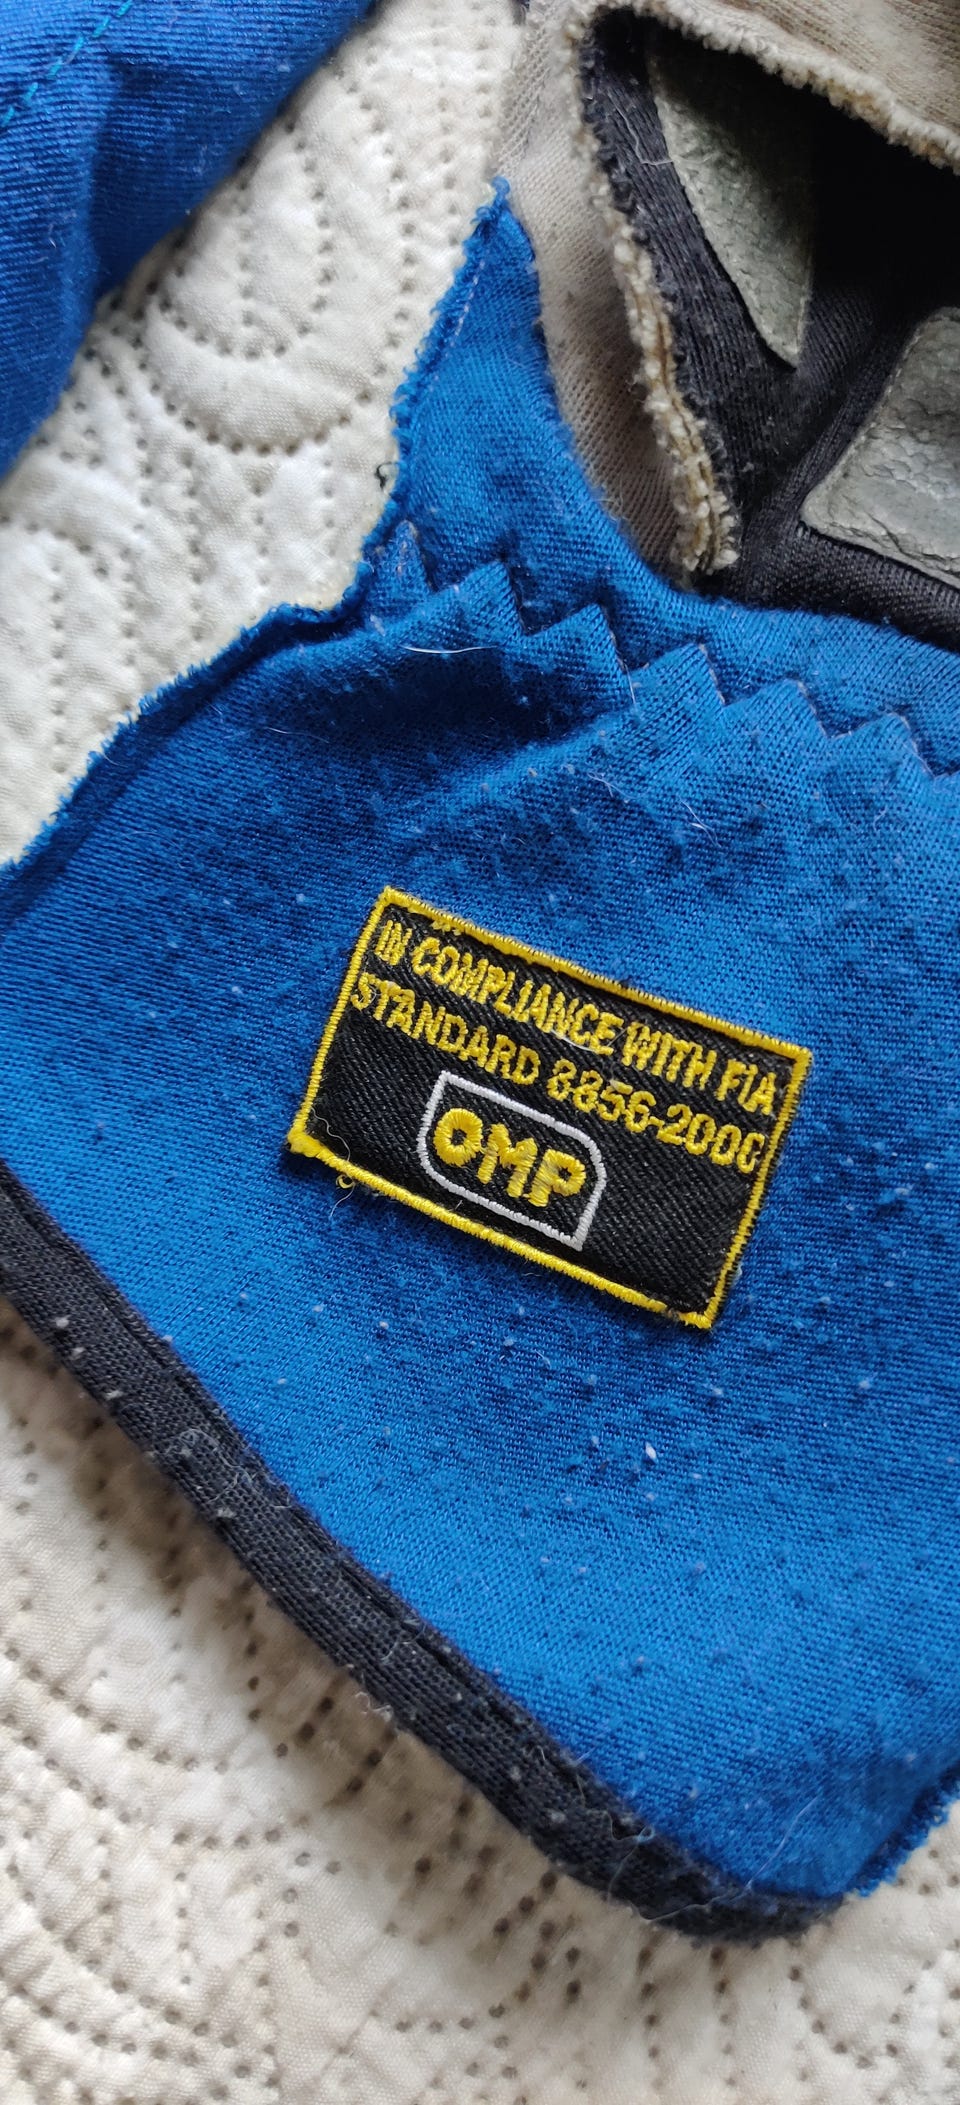 IN COMPLIANCE WITH FIA
STANDARD 8856-2000
OMP